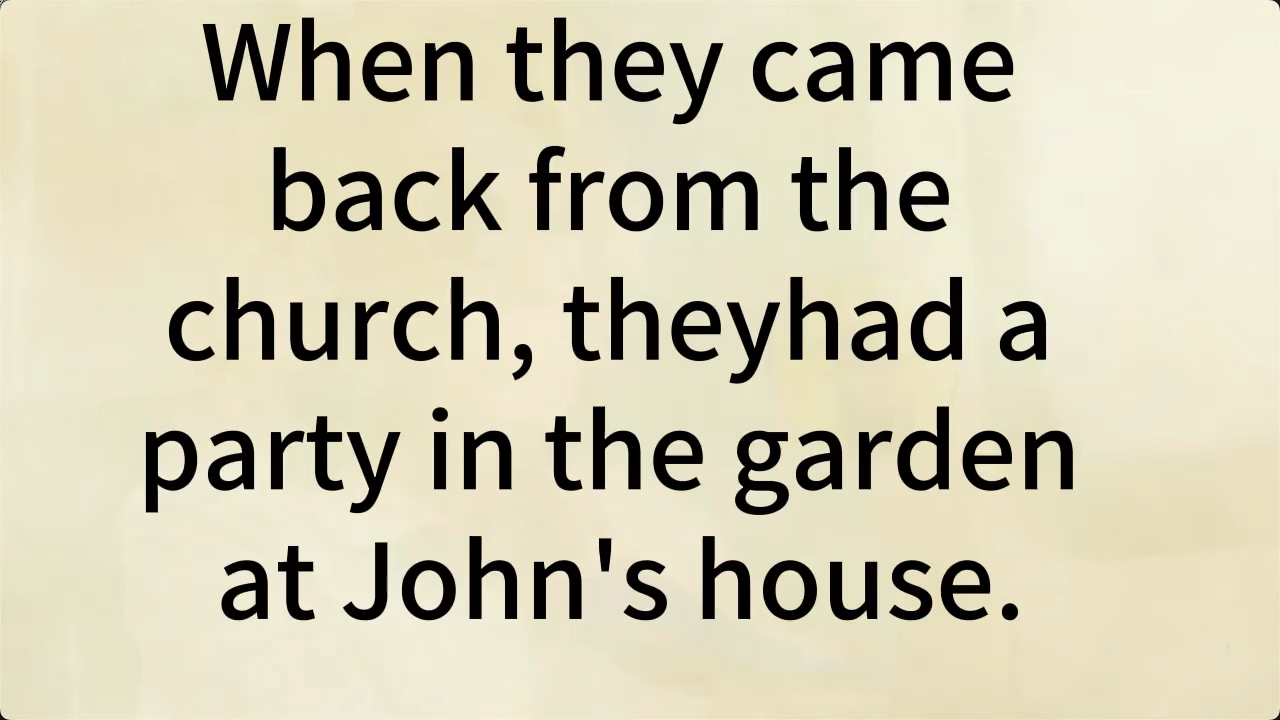 When they came
back from the
church, theyhad a
party in the garden
at John's house.